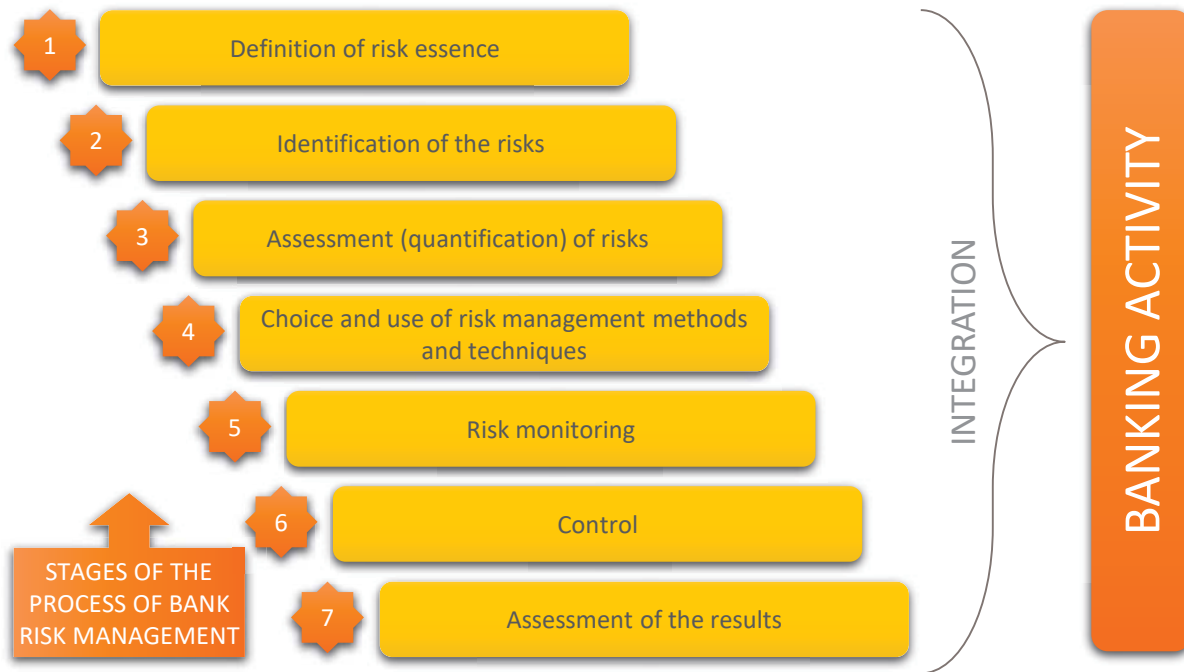 1
Definition of risk essence
2
Identification of the risks
3
Assessment (quantification) of risks
4
Choice and use of risk management methods
and techniques
5
Risk monitoring
6
Control
7
Assessment of the results
STAGES OF THE
PROCESS OF BANK
RISK MANAGEMENT
INTEGRATION
BANKING ACTIVITY